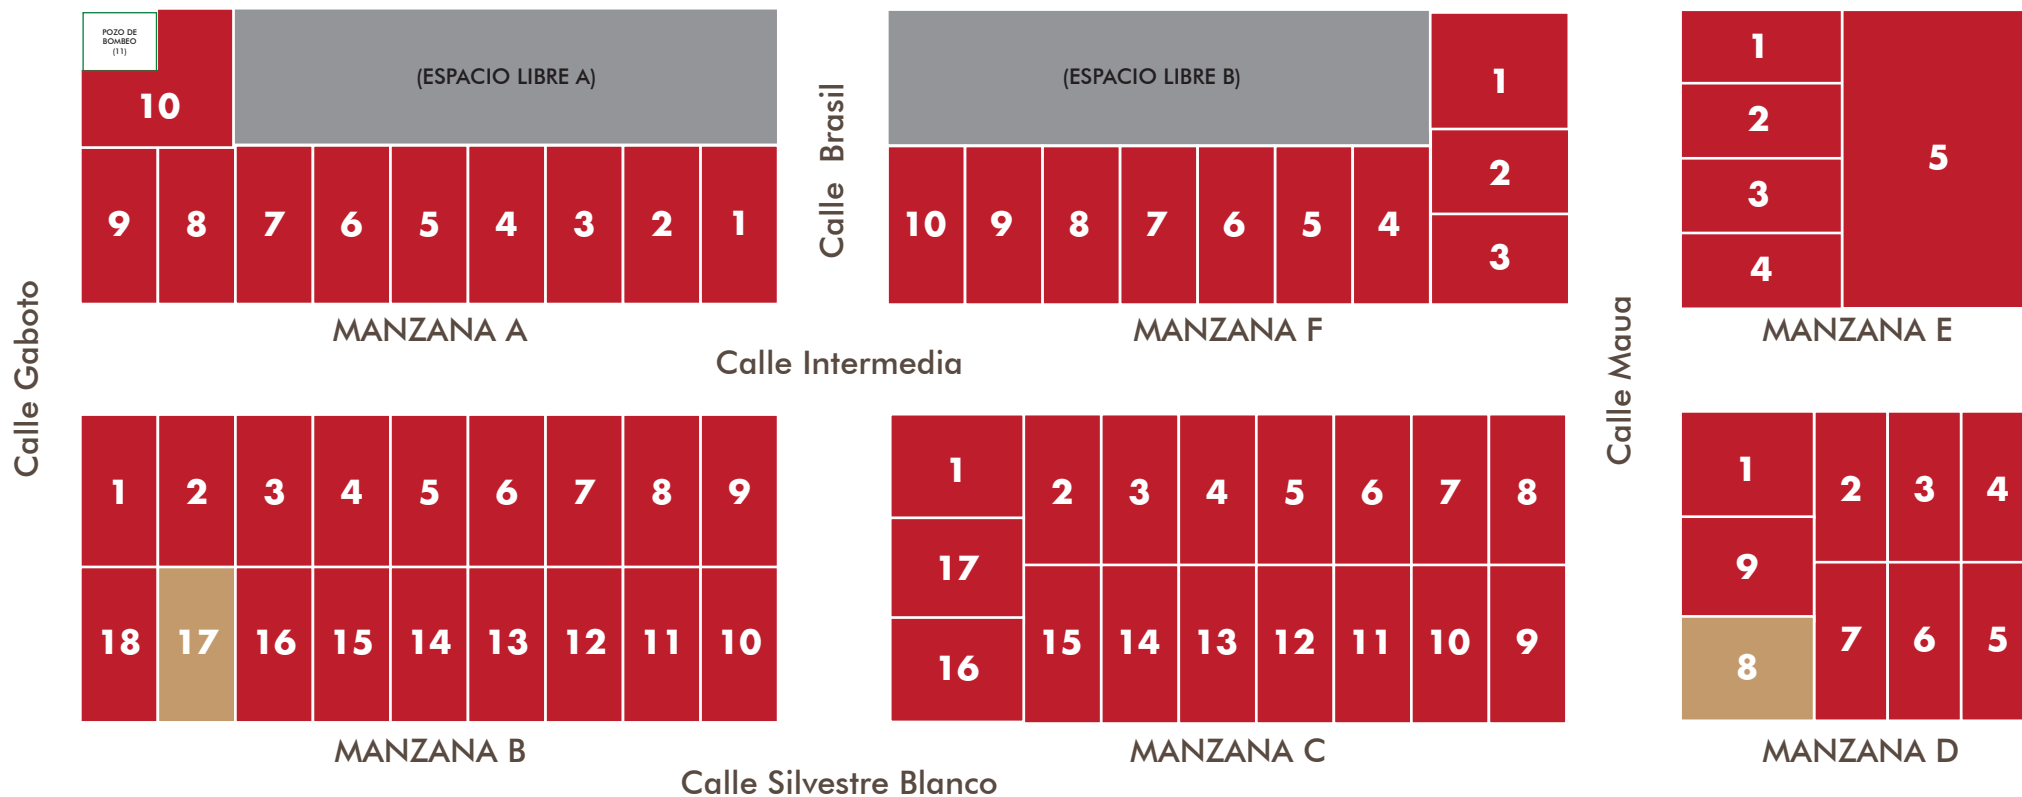 POZO DE
BOMBEO
(11)
10
(ESPACIO LIBRE A)
9 8 7 6 5 4 3 2 1
MANZANA A
Calle Gaboto
Calle Brasil
(ESPACIO LIBRE B)
1
2
3
10 9 8 7 6 5 4
MANZANA F
1
2
3
4
5
MANZANA E
Calle Intermedia
Calle Maua
1 2 3 4 5 6 7 8 9
18 17 16 15 14 13 12 11 10
MANZANA B
1
17
16
2 3 4 5 6 7 8
15 14 13 12 11 10 9
MANZANA C
1
9
8
2 3 4
7 6 5
MANZANA D
Calle Silvestre Blanco